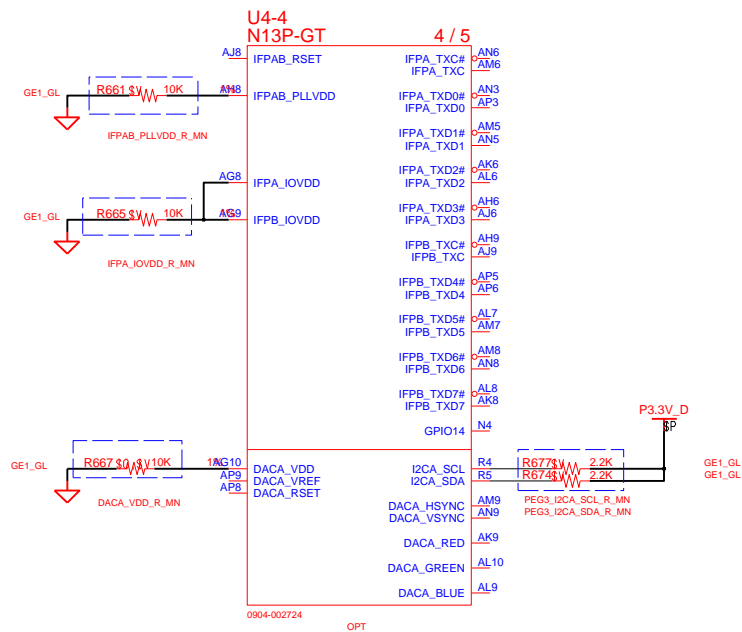 U4-4
N13P-GT 4 / 5
AJ8 IFPAB_RSET IFPA_TXC# AN6
IFPA_TXC AM6
GE1_GL R661 $V 10K 1% AH8 IFPAB_PLLVDD IFPA_TXD0# AN3
IFPA_TXD0 AP3
IFPAB_PLLVDD_R_MN
IFPA_TXD1# AM5
IFPA_TXD1 AN5
IFPA_TXD2# AK6
AG8 IFPA_IOVDD IFPA_TXD2 AL6
IFPA_TXD3# AH6
GE1_GL R665 $V 10K 1% AG9 IFPB_IOVDD IFPA_TXD3 AJ6
IFPA_IOVDD_R_MN
IFPB_TXC# AH9
IFPB_TXC AJ9
IFPB_TXD4# AP5
IFPB_TXD4 AP6
IFPB_TXD5# AL7
IFPB_TXD5 AM7
IFPB_TXD6# AM8
IFPB_TXD6 AN8
IFPB_TXD7# AL8
IFPB_TXD7 AK8
P3.3V_D
$P
GPIO14 N4
GE1_GL R667 $V 10K 1% AG10 DACA_VDD I2CA_SCL R4 R677 $V 2.2K GE1_GL
AP9 DACA_VREF I2CA_SDA R5 R674 $V 2.2K GE1_GL
AP8 DACA_RSET
DACA_VDD_R_MN
PEG3_I2CA_SCL_R_MN
PEG3_I2CA_SDA_R_MN
DACA_HSYNC AM9
DACA_VSYNC AN9
DACA_RED AK9
DACA_GREEN AL10
DACA_BLUE AL9
0904-002724
OPT